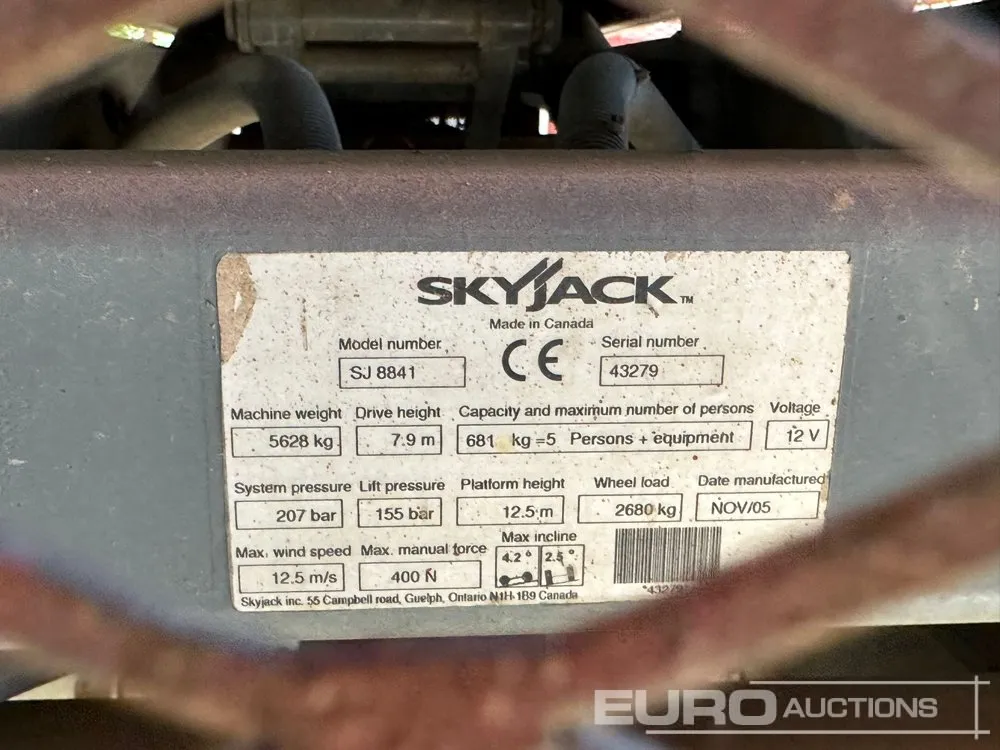 SKYJACK™
Made in Canada
Model number
SJ 8841
CE
Serial number
43279
Machine weight Drive height Capacity and maximum number of persons Voltage
5628 kg 7.9 m 681 kg =5 Persons + equipment 12 V
System pressure Lift pressure Platform height Wheel load Date manufactured
207 bar 155 bar 12.5 m 2680 kg NOV/05
Max. wind speed Max. manual force Max incline
12.5 m/s 400 N 4.2° 2.5°
*43279
Skyjack inc. 55 Campbell road, Guelph, Ontario N1H-1B9 Canada
EURO AUCTIONS